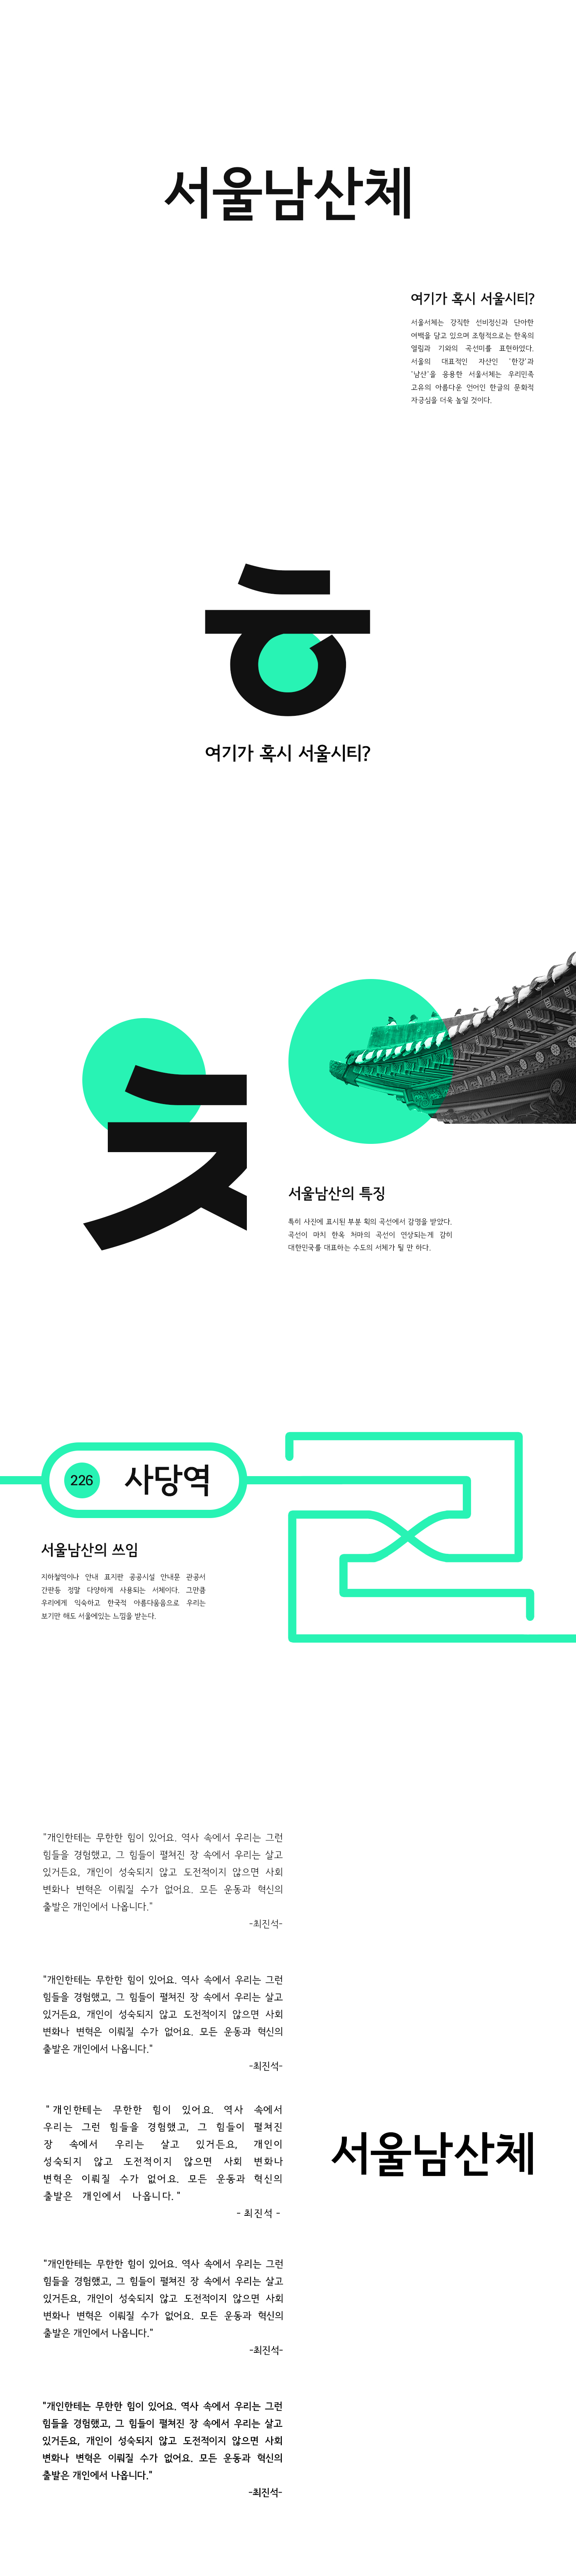 서울남산체
여기가 혹시 서울시티?
서울서체는 강직한 선비정신과 단아한
여백을 담고 있으며 조형적으로는 한옥의
열림과 기와의 곡선미를 표현하였다.
서울의 대표적인 자산인 "한강"과
"남산"을 응용한 서울서체는 우리민족
고유의 아름다운 언어인 한글의 문화적
자긍심을 더욱 높일 것이다.
ㅎ
여기가 혹시 서울시티?
ㅊ
서울남산의 특징
특히 사진에 표시된 부분 획의 곡선에서 감명을 받았다.
곡선이 마치 한옥 처마의 곡선이 연상되는게 감히
대한민국를 대표하는 수도의 서체가 될 만 하다.
226 사당역
서울남산의 쓰임
지하철역이나 안내 표지판 공공시설 안내문 관공서
간판등 정말 다양하게 사용되는 서체이다. 그만큼
우리에게 익숙하고 한국적 아름다움음으로 우리는
보기만 해도 서울에있는 느낌을 받는다.
"개인한테는 무한한 힘이 있어요. 역사 속에서 우리는 그런
힘들을 경험했고, 그 힘들이 펼쳐진 장 속에서 우리는 살고
있거든요, 개인이 성숙되지 않고 도전적이지 않으면 사회
변화나 변혁은 이뤄질 수가 없어요. 모든 운동과 혁신의
출발은 개인에서 나옵니다."
-최진석-
"개인한테는 무한한 힘이 있어요. 역사 속에서 우리는 그런
힘들을 경험했고, 그 힘들이 펼쳐진 장 속에서 우리는 살고
있거든요, 개인이 성숙되지 않고 도전적이지 않으면 사회
변화나 변혁은 이뤄질 수가 없어요. 모든 운동과 혁신의
출발은 개인에서 나옵니다."
-최진석-
"개인한테는 무한한 힘이 있어요. 역사 속에서
우리는 그런 힘들을 경험했고, 그 힘들이 펼쳐진
장 속에서 우리는 살고 있거든요, 개인이
성숙되지 않고 도전적이지 않으면 사회 변화나
변혁은 이뤄질 수가 없어요. 모든 운동과 혁신의
출발은 개인에서 나옵니다."
-최진석-
서울남산체
"개인한테는 무한한 힘이 있어요. 역사 속에서 우리는 그런
힘들을 경험했고, 그 힘들이 펼쳐진 장 속에서 우리는 살고
있거든요, 개인이 성숙되지 않고 도전적이지 않으면 사회
변화나 변혁은 이뤄질 수가 없어요. 모든 운동과 혁신의
출발은 개인에서 나옵니다."
-최진석-
"개인한테는 무한한 힘이 있어요. 역사 속에서 우리는 그런
힘들을 경험했고, 그 힘들이 펼쳐진 장 속에서 우리는 살고
있거든요, 개인이 성숙되지 않고 도전적이지 않으면 사회
변화나 변혁은 이뤄질 수가 없어요. 모든 운동과 혁신의
출발은 개인에서 나옵니다."
-최진석-